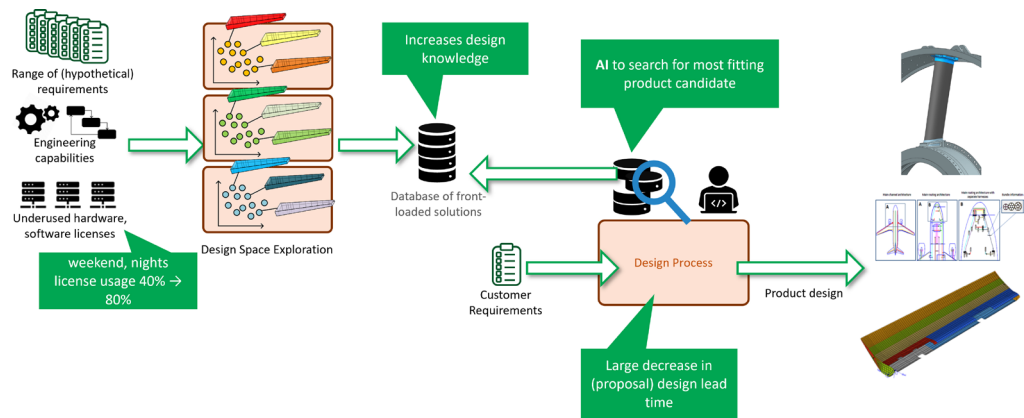 Range of (hypothetical)
requirements
Engineering
capabilities
Underused hardware,
software licenses
weekend, nights
license usage 40% →
80%
Design Space Exploration
Increases design
knowledge
Database of front-
loaded solutions
AI to search for most fitting
product candidate
</>
Customer
Requirements
Design Process
Large decrease in
(proposal) design lead
time
Product design
A
A
B
B